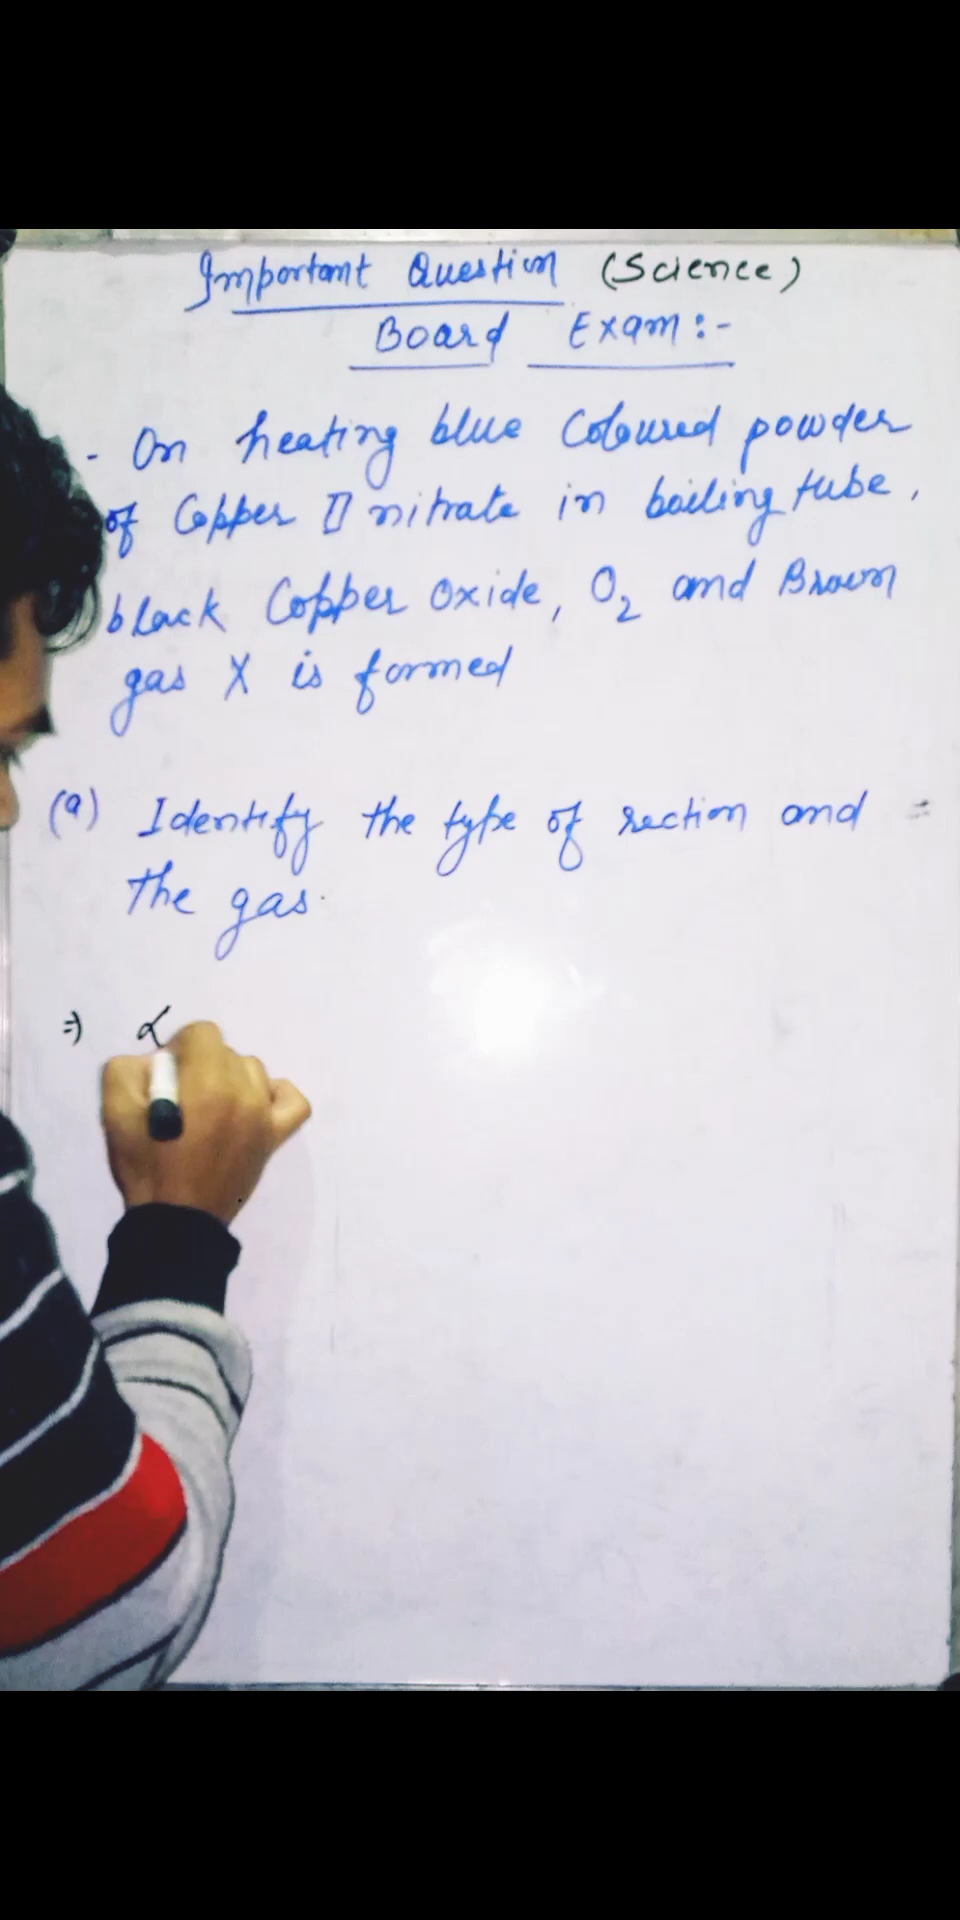 Important Question (Science)
Board Exam:-
- On heating blue Coloured powder
of Copper II nitrate in boiling tube,
black Copper oxide, O2 and Brown
gas X is formed
(a) Identify the type of rection and
the gas.
⇒